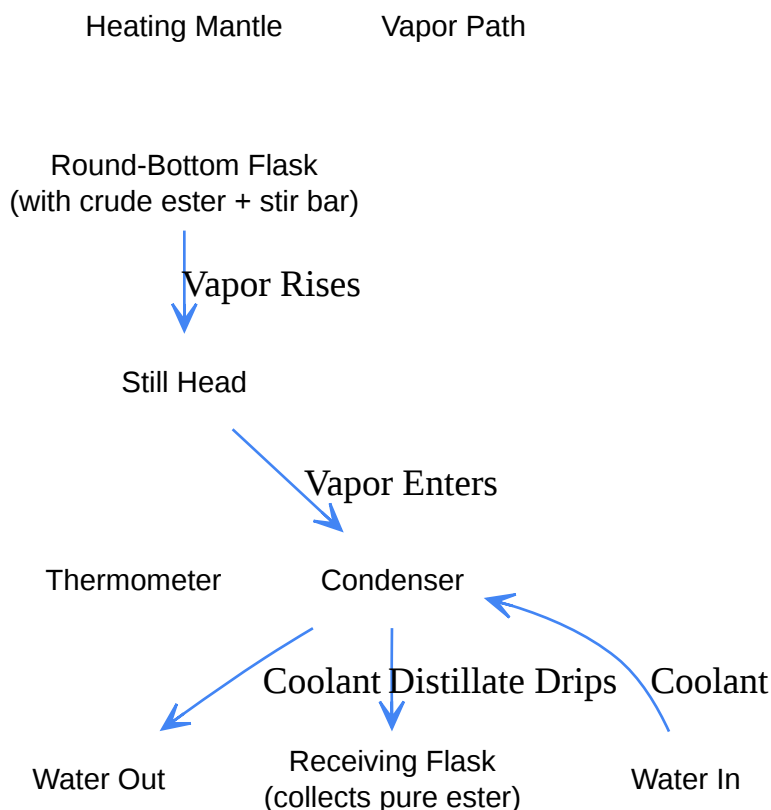 Heating Mantle
Vapor Path
Round-Bottom Flask
(with crude ester + stir bar)
Vapor Rises
Still Head
Vapor Enters
Thermometer
Condenser
Coolant
Distillate Drips
Coolant
Water Out
Receiving Flask
(collects pure ester)
Water In